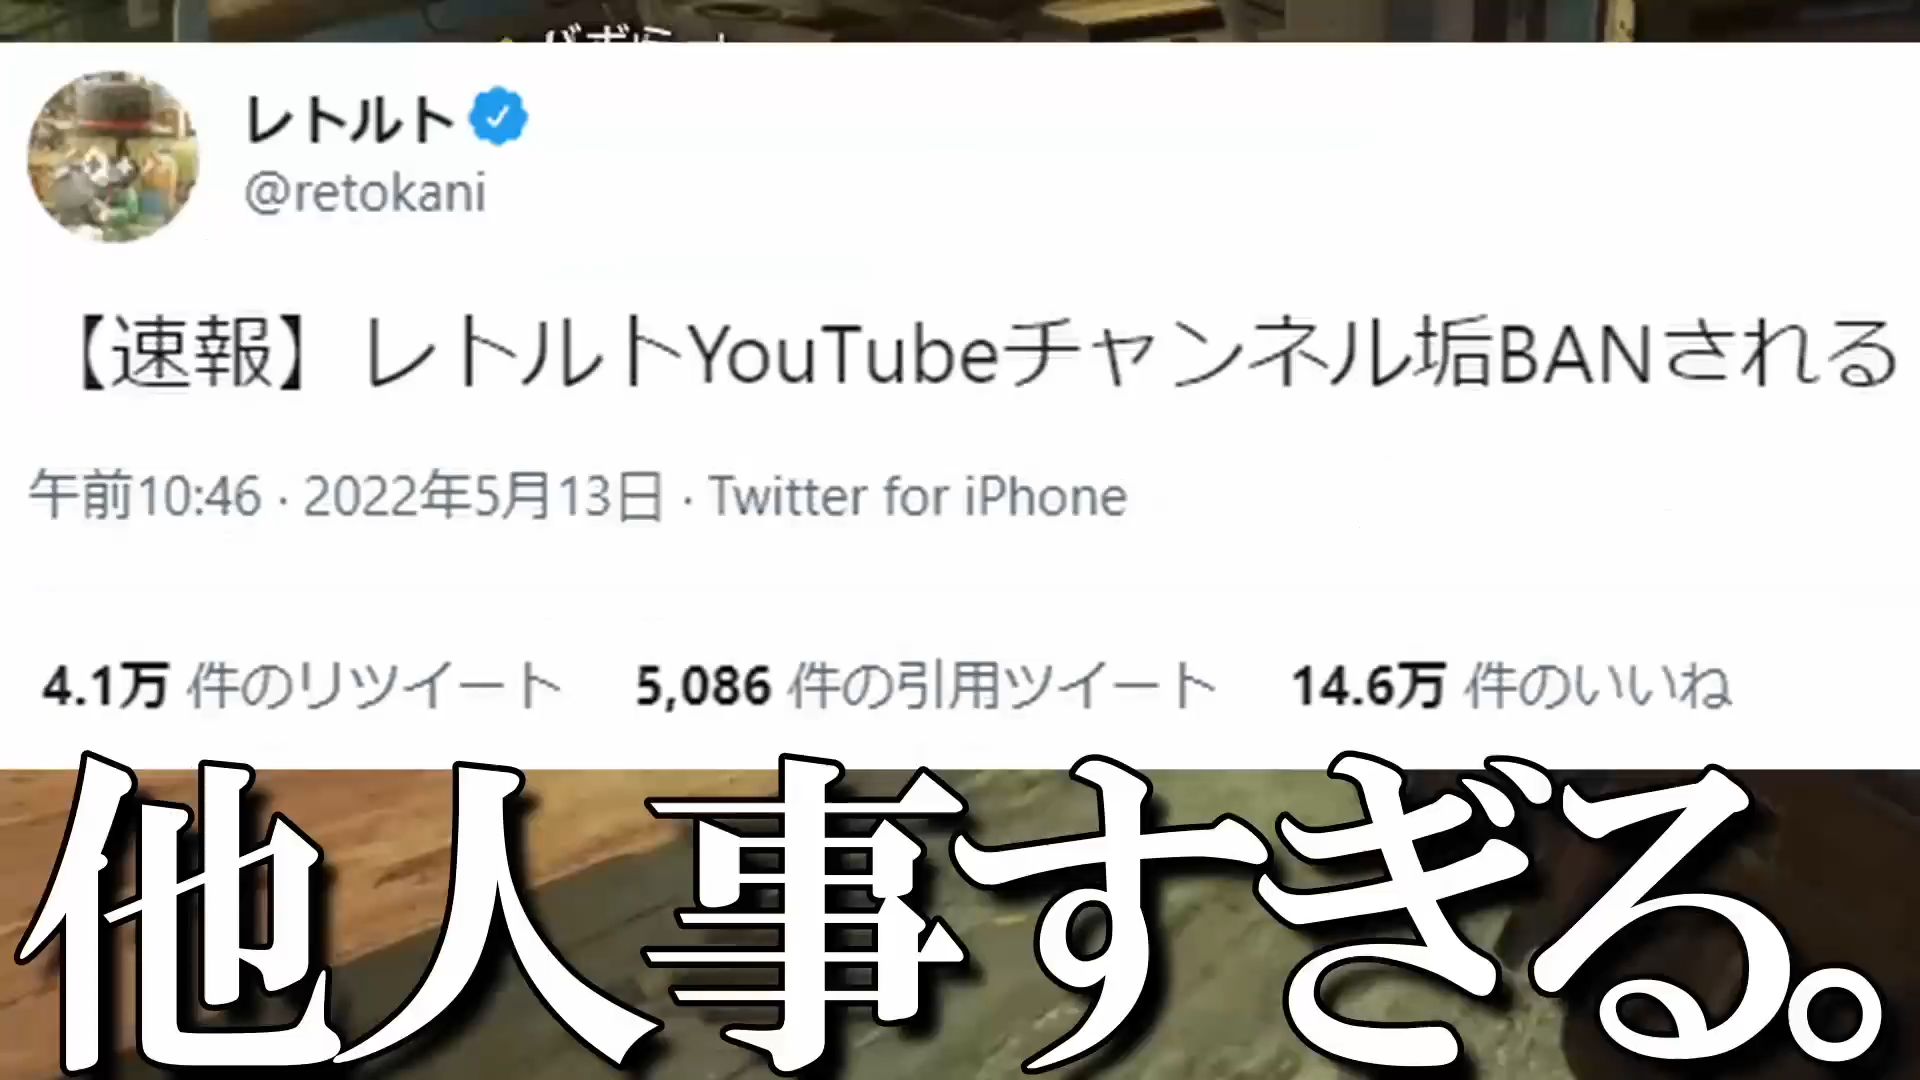 レトルト
@retokani
【速報】レトルトYouTubeチャンネル垢BANされる
午前10:46 · 2022年5月13日 · Twitter for iPhone
4.1万 件のリツイート 5,086 件の引用ツイート 14.6万 件のいいね
他人事すぎる。